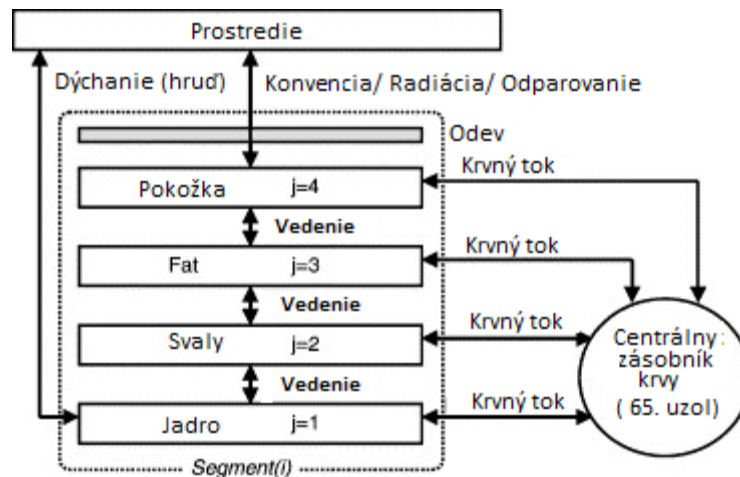 Prostredie
Dýchanie (hruď)
Konvencia/ Radiácia/ Odparovanie
Odev
Krvný tok
Pokožka j=4
Vedenie
Krvný tok
Fat j=3
Vedenie
Krvný tok
Svaly j=2
Centrálny:
zásobník
krvy
( 65. uzol)
Vedenie
Krvný tok
Jadro j=1
Segment(i)